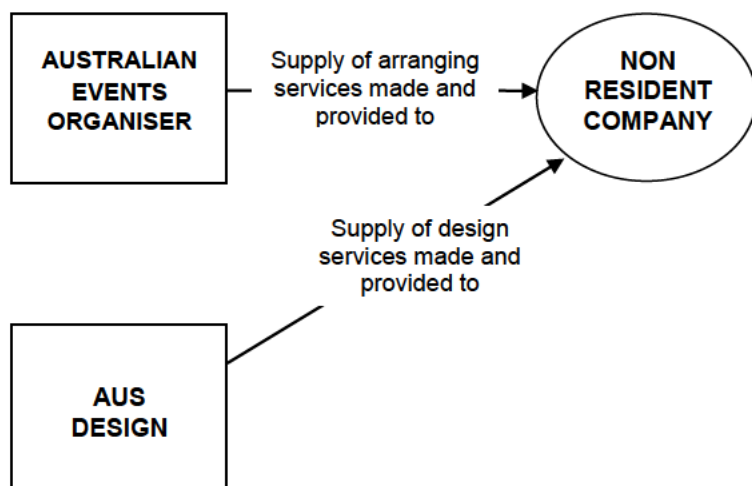 AUSTRALIAN
EVENTS
ORGANISER
Supply of arranging
services made and
provided to
NON
RESIDENT
COMPANY
Supply of design
services made and
provided to
AUS
DESIGN